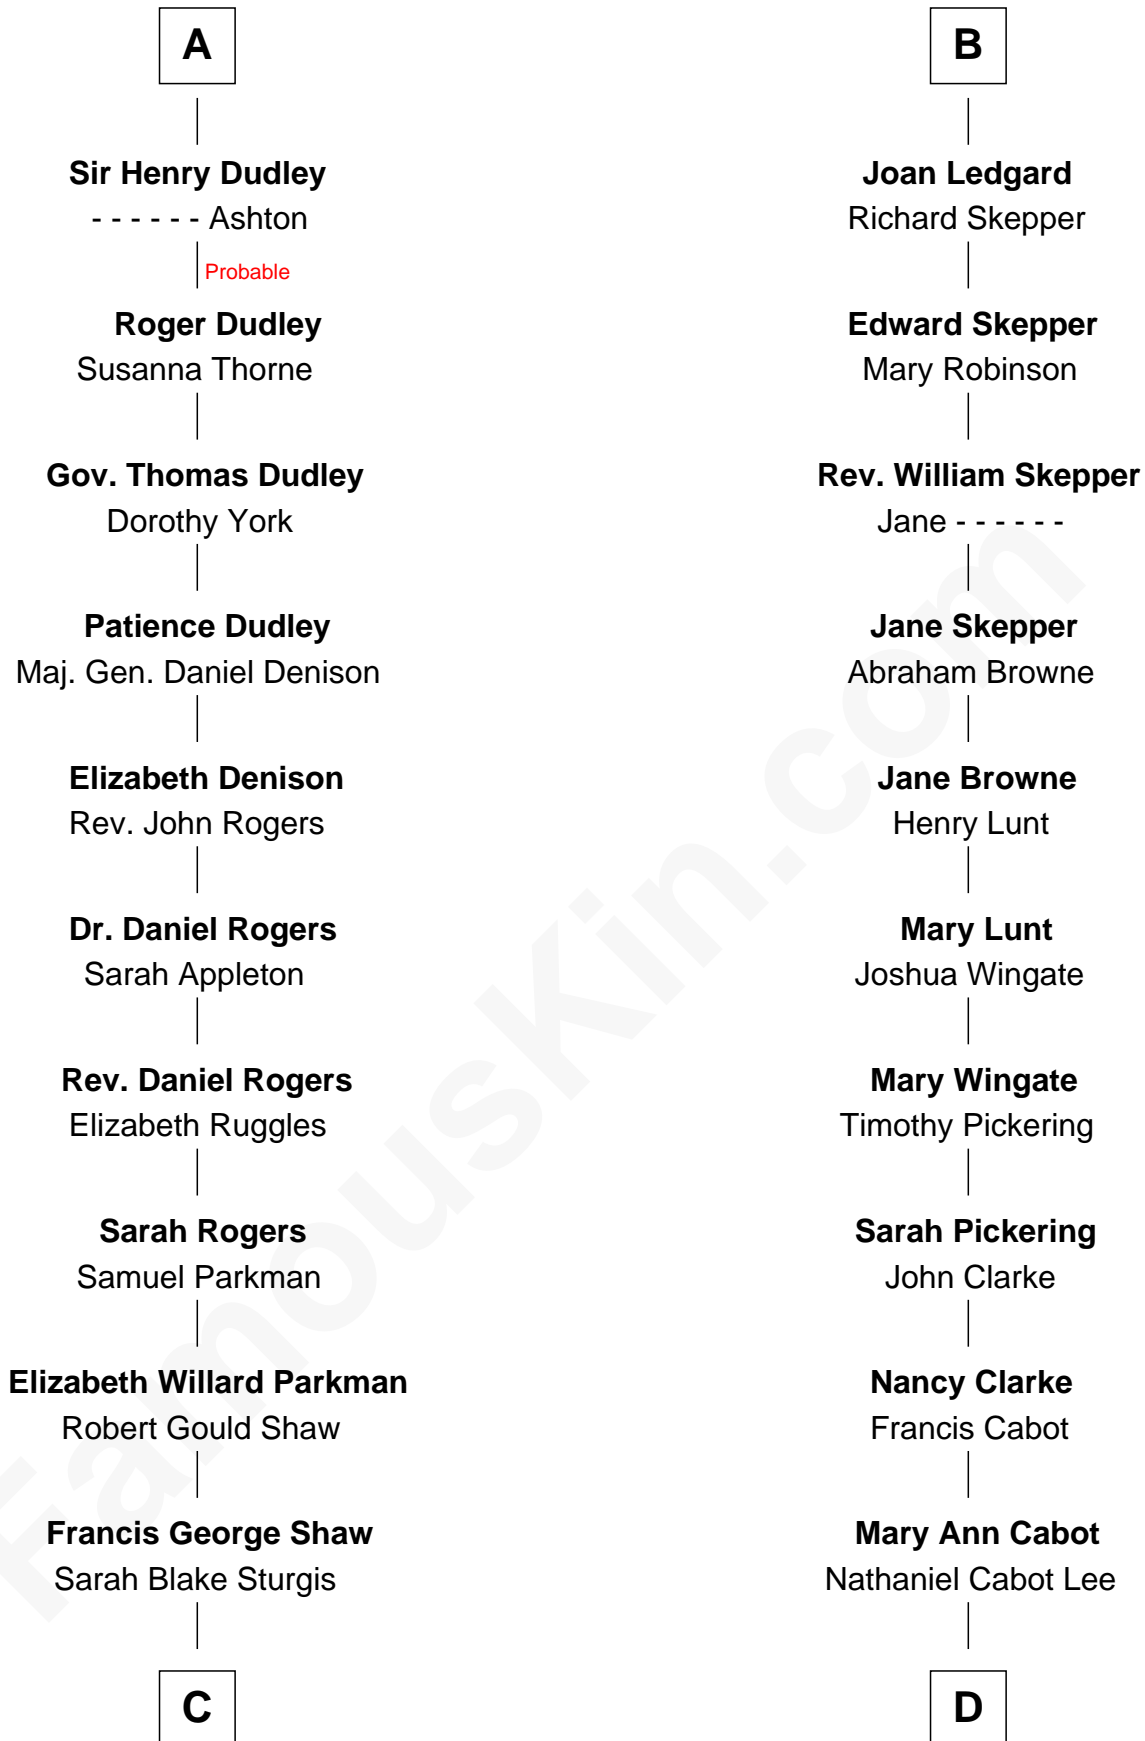 A
Sir Henry Dudley
- - - - - - Ashton
Probable
Roger Dudley
Susanna Thorne
Gov. Thomas Dudley
Dorothy York
Patience Dudley
Maj. Gen. Daniel Denison
Elizabeth Denison
Rev. John Rogers
Dr. Daniel Rogers
Sarah Appleton
Rev. Daniel Rogers
Elizabeth Ruggles
Sarah Rogers
Samuel Parkman
Elizabeth Willard Parkman
Robert Gould Shaw
Francis George Shaw
Sarah Blake Sturgis
C
B
Joan Ledgard
Richard Skepper
Edward Skepper
Mary Robinson
Rev. William Skepper
Jane - - - - - -
Jane Skepper
Abraham Browne
Jane Browne
Henry Lunt
Mary Lunt
Joshua Wingate
Mary Wingate
Timothy Pickering
Sarah Pickering
John Clarke
Nancy Clarke
Francis Cabot
Mary Ann Cabot
Nathaniel Cabot Lee
D
FamousKin.com